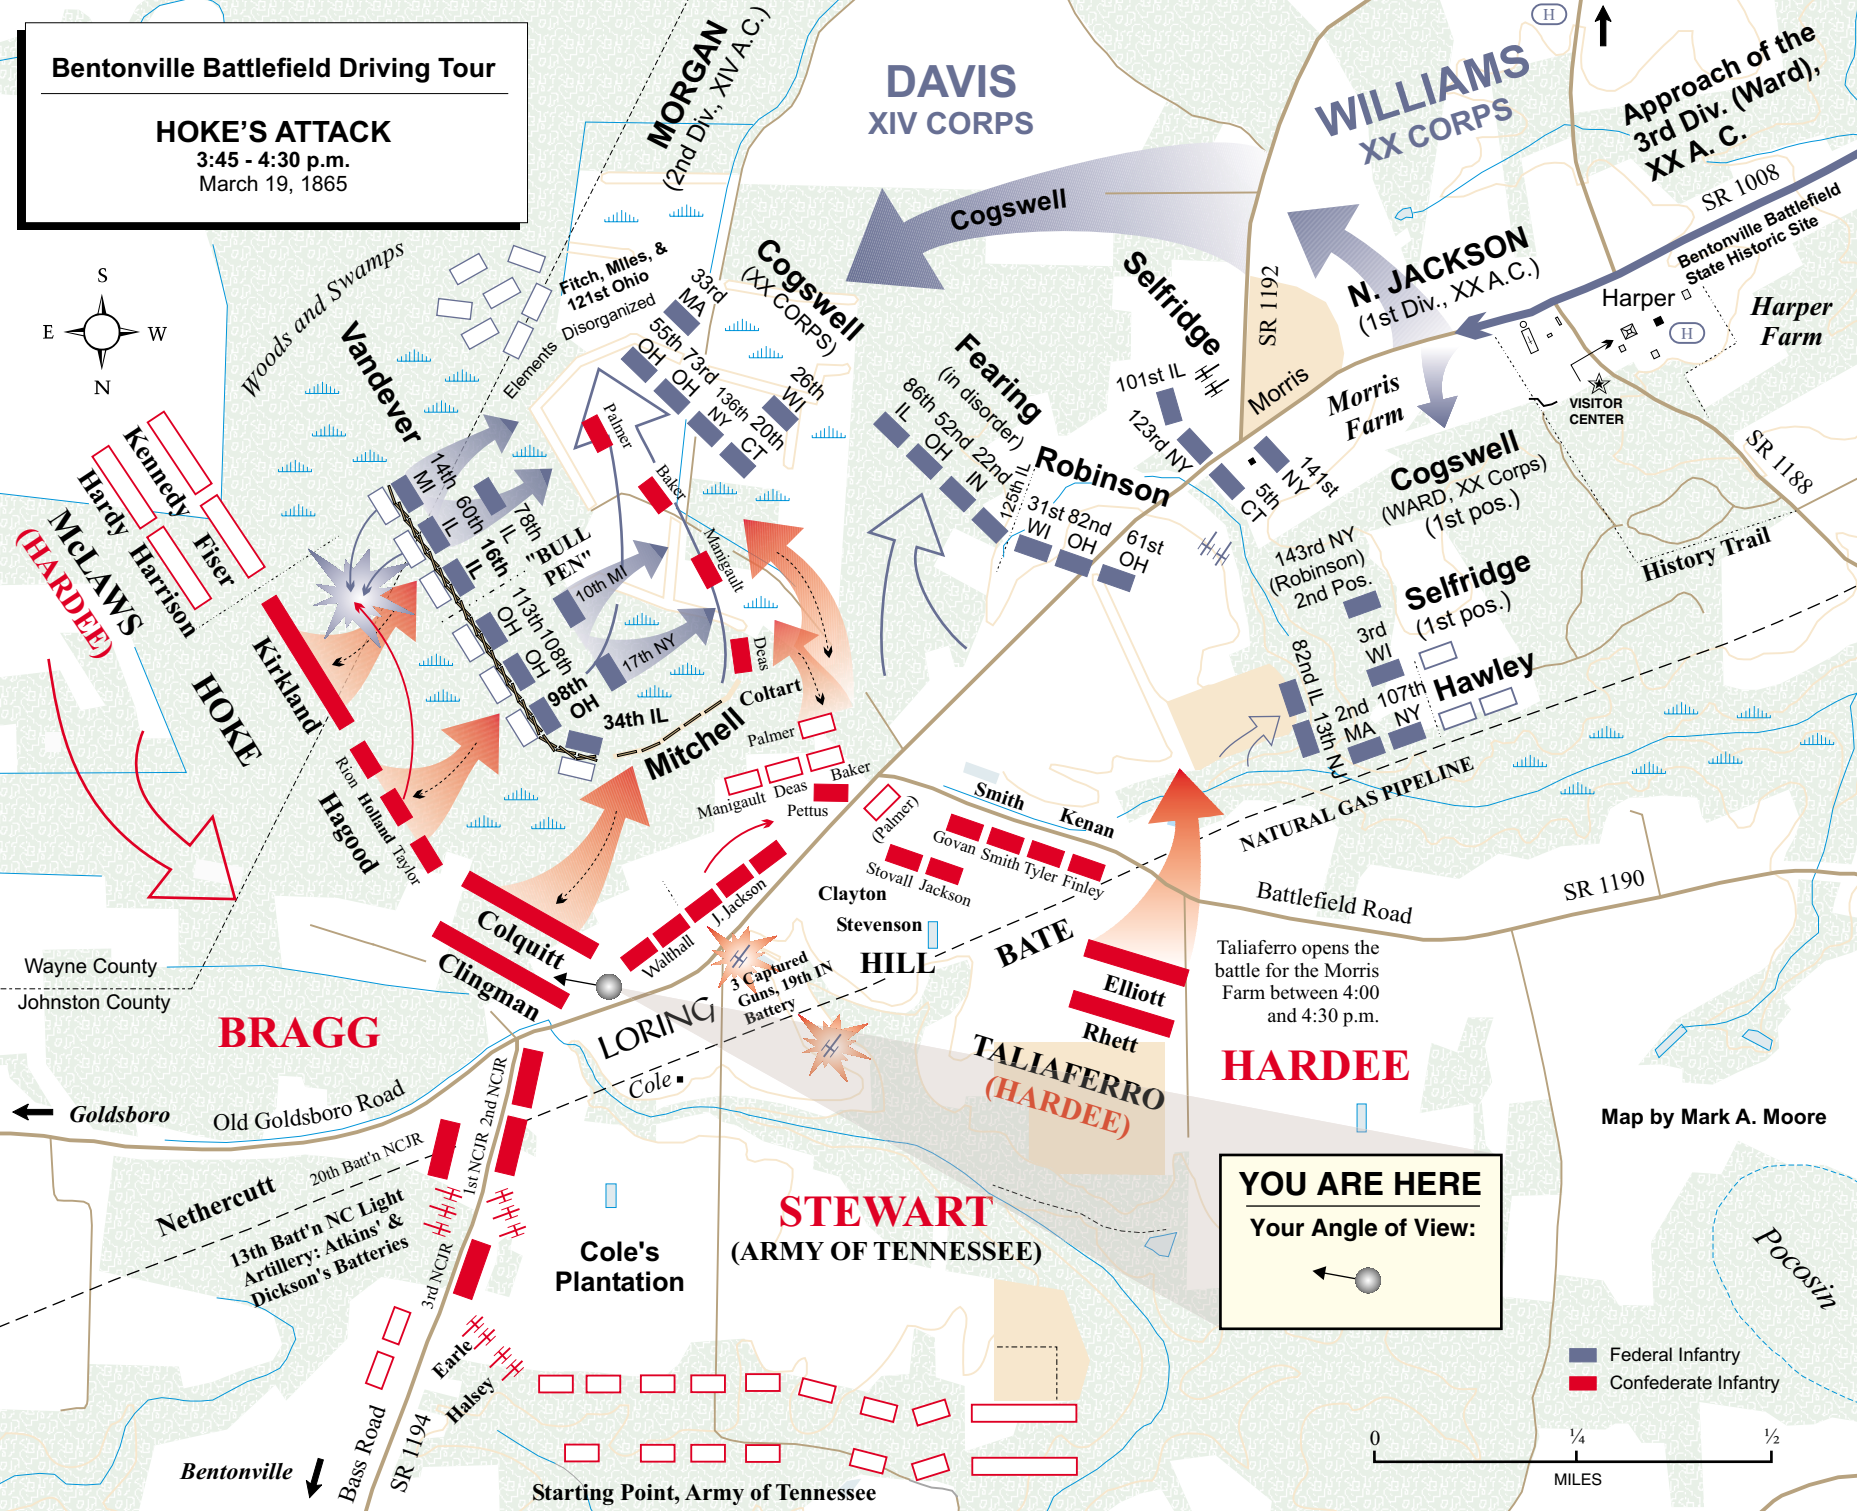 Bentonville Battlefield Driving Tour
HOKE'S ATTACK
3:45 - 4:30 p.m.
March 19, 1865
S
E
W
N
MORGAN
(2nd Div., XIV A.C.)
DAVIS
XIV CORPS
WILLIAMS
XX CORPS
H
Approach of the
3rd Div. (Ward),
XX A. C.
SR 1008
Bentonville Battlefield
State Historic Site
Cogswell
N. JACKSON
(1st Div., XX A.C.)
Harper
H
Harper
Farm
VISITOR
CENTER
SR 1188
History Trail
SR 1192
Morris
Morris
Farm
Selfridge
101st IL
123rd NY
5th
CT
141st
NY
Cogswell
(WARD, XX Corps)
(1st pos.)
143rd NY
(Robinson)
2nd Pos.
Selfridge
(1st pos.)
Hawley
3rd
WI
82nd IL
13th NJ
2nd
MA
107th
NY
NATURAL GAS PIPELINE
Woods and Swamps
Fitch, MIles, &
121st Ohio
Disorganized
Elements
33rd
MA
Cogswell
(XX CORPS)
55th
OH
73rd
OH
136th
NY
20th
CT
26th
WI
Fearing
(in disorder)
86th
IL
52nd
OH
22nd
IN
125th IL
Robinson
31st
WI
82nd
OH
61st
OH
Vandever
14th
MI
60th
IL
78th
IL
16th
IL
"BULL
PEN"
10th MI
17th NY
113th
OH
108th
OH
98th
OH
34th IL
Mitchell
Palmer
Baker
Manigault
Deas
Coltart
Palmer
Manigault
Deas
Baker
Pettus
(Palmer)
Kennedy
Hardy
Fiser
Harrison
McLAWS
(HARDEE)
HOKE
Kirkland
Rion
Holland
Taylor
Hagood
Colquitt
Clingman
Walthall
J. Jackson
LORING
3 Captured
Guns, 19th IN
Battery
Cole
Smith
Kenan
Govan
Smith
Tyler
Finley
Stovall
Jackson
Clayton
Stevenson
HILL
BATE
Elliott
Rhett
TALIAFERRO
(HARDEE)
HARDEE
Battlefield Road
SR 1190
Taliaferro opens the
battle for the Morris
Farm between 4:00
and 4:30 p.m.
Wayne County
Johnston County
BRAGG
Goldsboro
Old Goldsboro Road
2nd NCJR
1st NCJR
20th Batt'n NCJR
Nethercutt
13th Batt'n NC Light
Artillery: Atkins' &
Dickson's Batteries
3rd NCJR
Earle
Halsey
Bentonville
Bass Road
SR 1194
Cole's
Plantation
STEWART
(ARMY OF TENNESSEE)
Starting Point, Army of Tennessee
YOU ARE HERE
Your Angle of View:
Map by Mark A. Moore
Pocosin
Federal Infantry
Confederate Infantry
0
¼
½
MILES